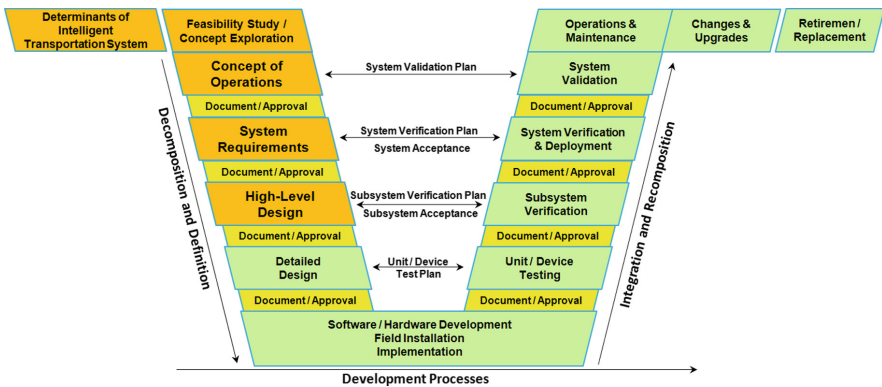 Determinants of
Intelligent
Transportation System
Feasibility Study /
Concept Exploration
Operations &
Maintenance
Changes &
Upgrades
Retiremen /
Replacement
Concept of
Operations
System Validation Plan
System
Validation
Document / Approval
Document / Approval
System
Requirements
System Verification Plan
System Acceptance
System Verification
& Deployment
Document / Approval
Document / Approval
High-Level
Design
Subsystem Verification Plan
Subsystem Acceptance
Subsystem
Verification
Document / Approval
Document / Approval
Detailed
Design
Unit / Device
Test Plan
Unit / Device
Testing
Document / Approval
Document / Approval
Software / Hardware Development
Field Installation
Implementation
Decomposition and Definition
Integration and Recomposition
Development Processes